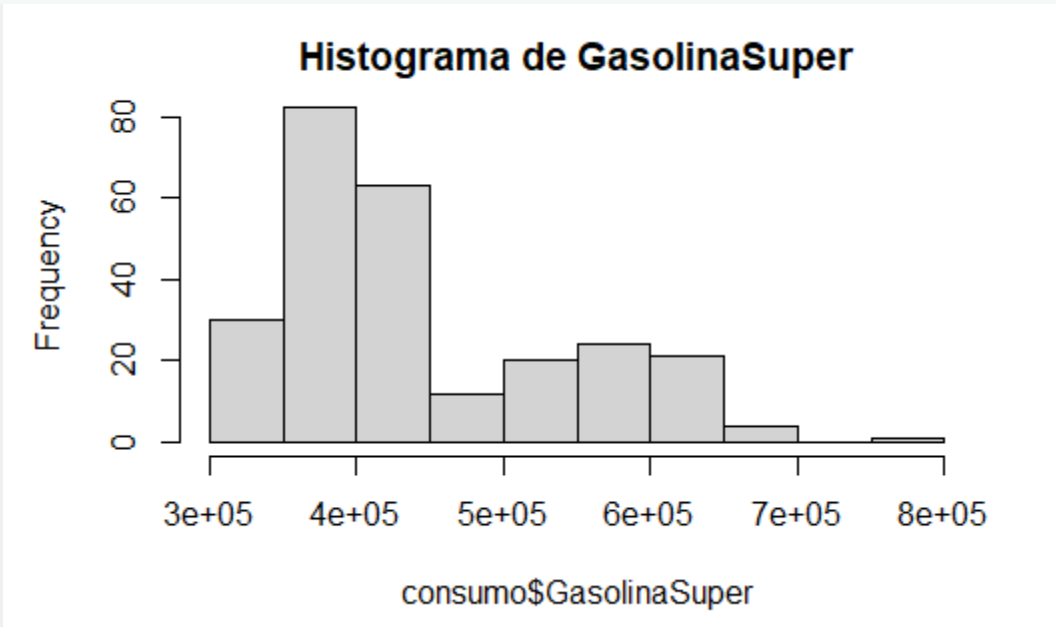 Histograma de GasolinaSuper
Frequency
80
60
40
20
0
3e+05 4e+05 5e+05 6e+05 7e+05 8e+05
consumo$GasolinaSuper